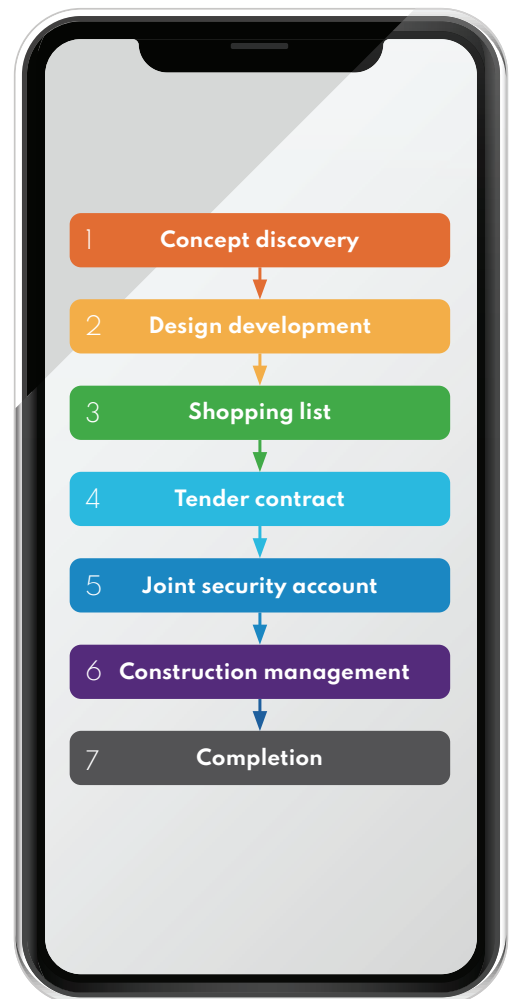 1 Concept discovery
2 Design development
3 Shopping list
4 Tender contract
5 Joint security account
6 Construction management
7 Completion